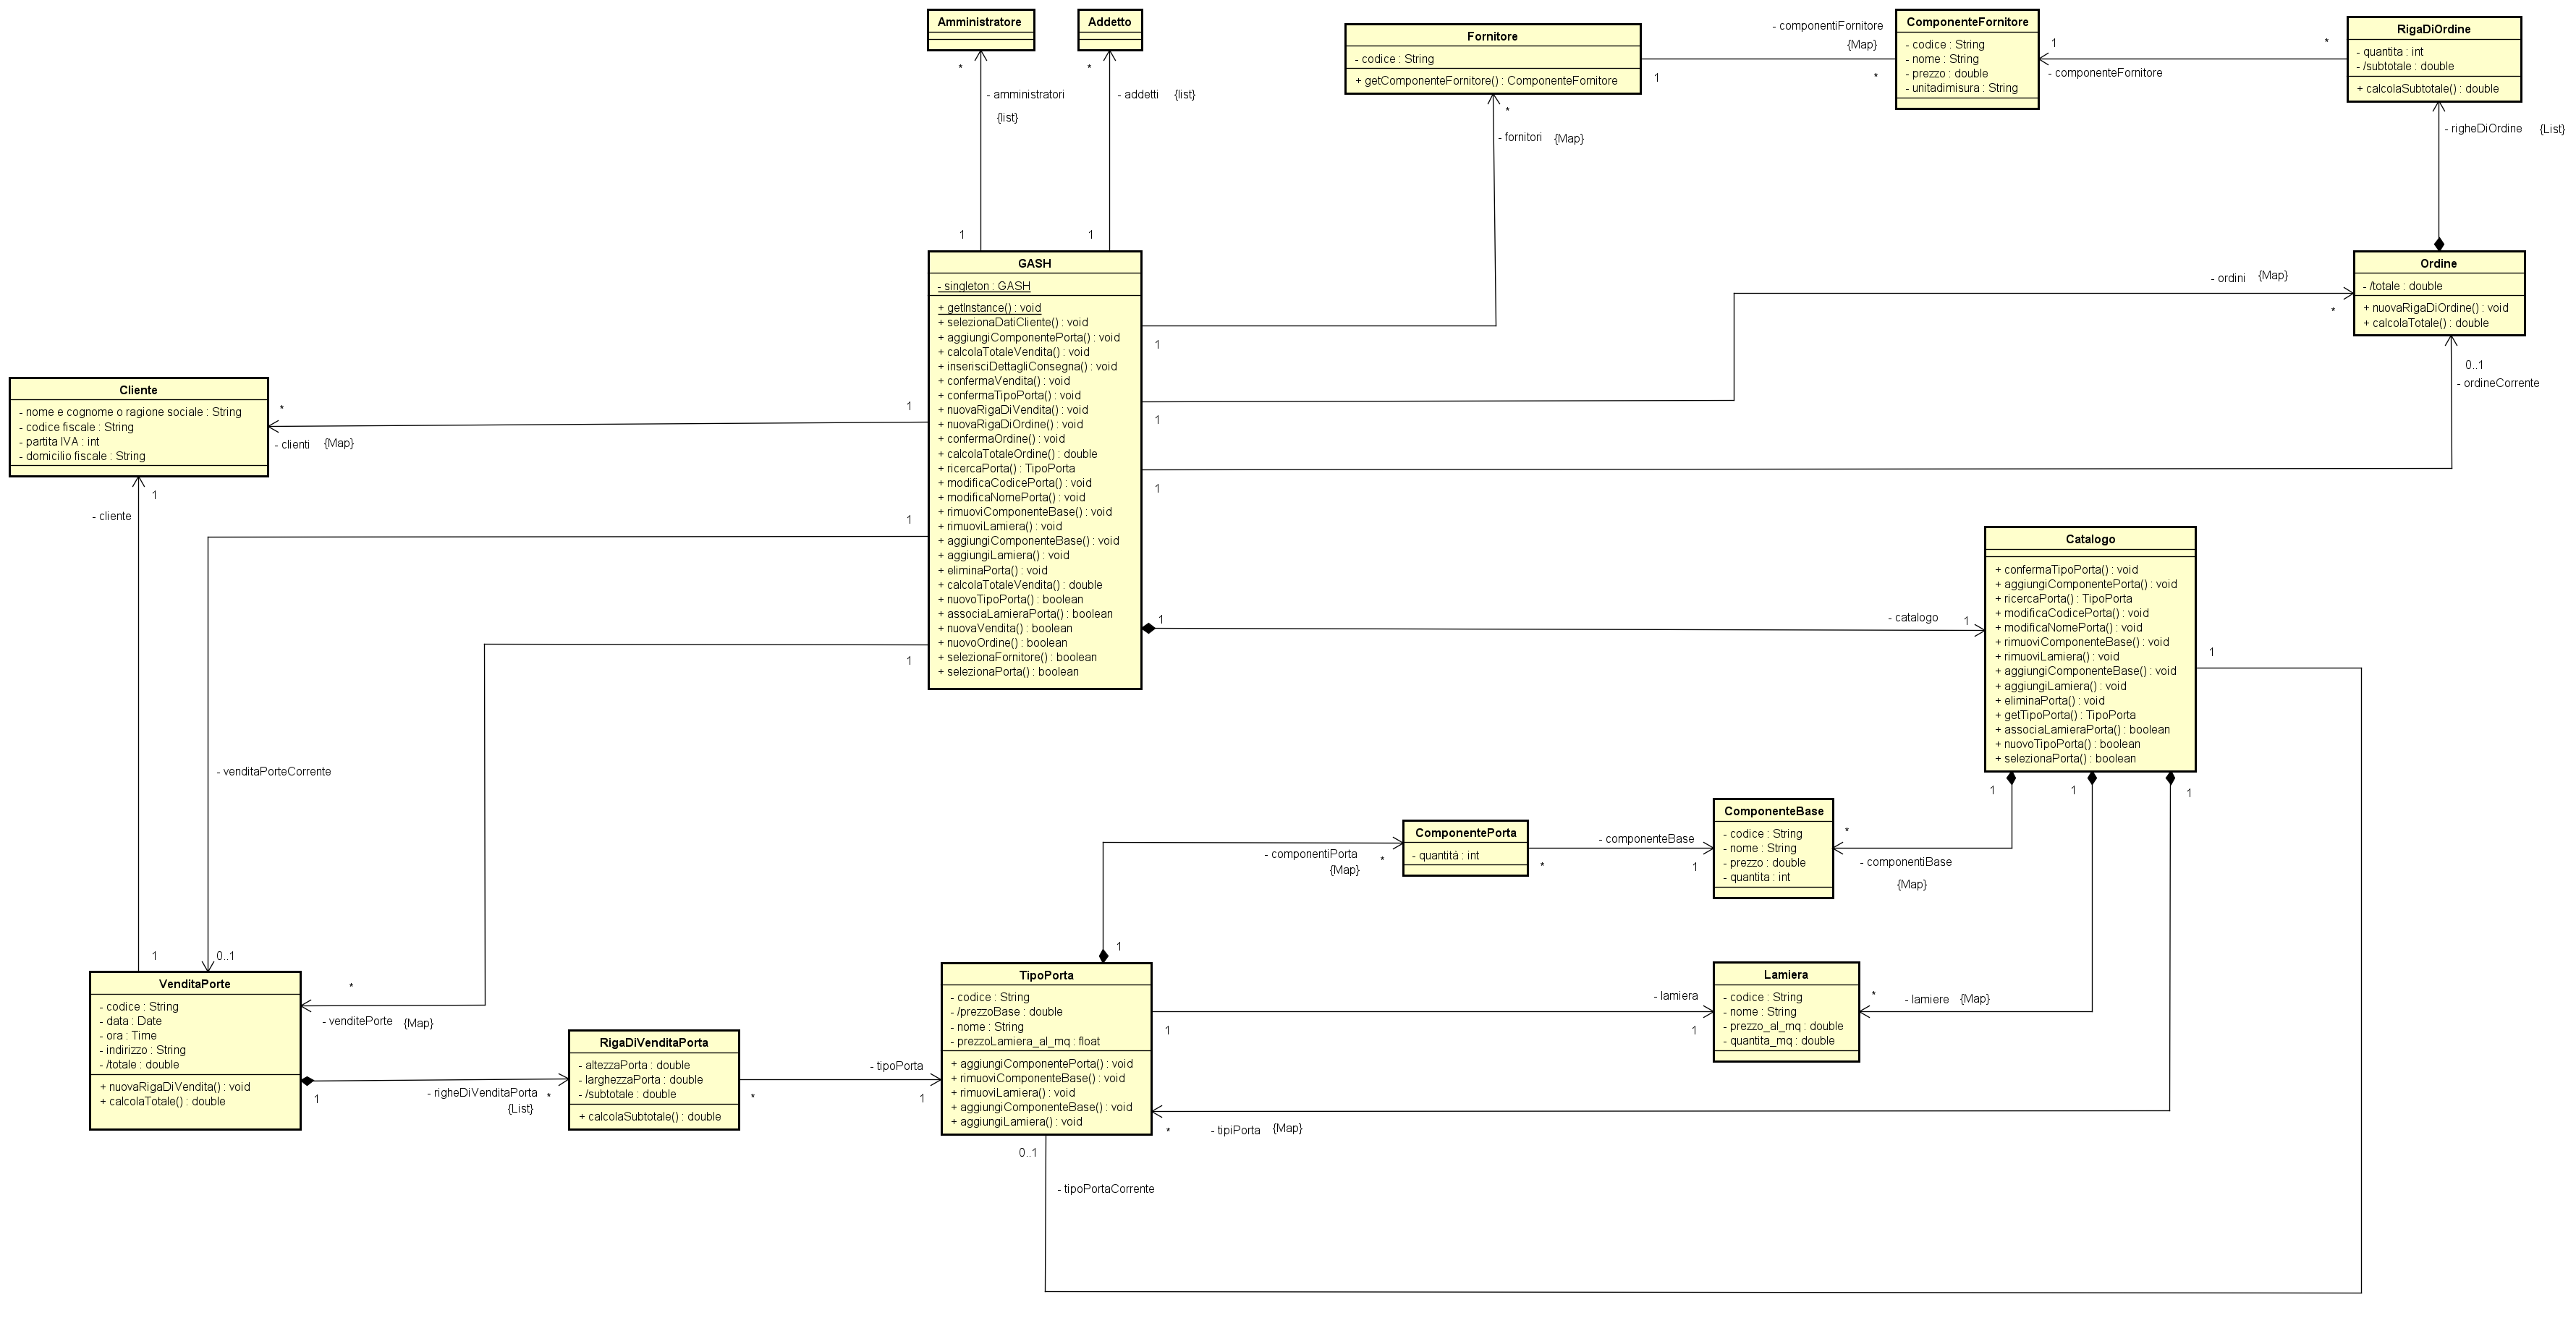 Amministratore
*
- amministratori
{list}
1
Addetto
*
- addetti {list}
1
Fornitore
- codice : String
+ getComponenteFornitore() : ComponenteFornitore
*
- fornitori {Map}
1
- componentiFornitore
{Map}
*
ComponenteFornitore
- codice : String
- nome : String
- prezzo : double
- unitadimisura : String
1
- componenteFornitore
*
RigaDiOrdine
- quantita : int
- /subtotale : double
+ calcolaSubtotale() : double
- righeDiOrdine {List}
Ordine
- /totale : double
+ nuovaRigaDiOrdine() : void
+ calcolaTotale() : double
- ordini {Map}
*
0..1
- ordineCorrente
GASH
- singleton : GASH
+ getInstance() : void
+ selezionaDatiCliente() : void
+ aggiungiComponentePorta() : void
+ calcolaTotaleVendita() : void
+ inserisciDettagliConsegna() : void
+ confermaVendita() : void
+ confermaTipoPorta() : void
+ nuovaRigaDiVendita() : void
+ nuovaRigaDiOrdine() : void
+ confermaOrdine() : void
+ calcolaTotaleOrdine() : double
+ ricercaPorta() : TipoPorta
+ modificaCodicePorta() : void
+ modificaNomePorta() : void
+ rimuoviComponenteBase() : void
+ rimuoviLamiera() : void
+ aggiungiComponenteBase() : void
+ aggiungiLamiera() : void
+ eliminaPorta() : void
+ calcolaTotaleVendita() : double
+ nuovoTipoPorta() : boolean
+ associaLamieraPorta() : boolean
+ nuovaVendita() : boolean
+ nuovoOrdine() : boolean
+ selezionaFornitore() : boolean
+ selezionaPorta() : boolean
1
1
1
1
1
1
1
Cliente
- nome e cognome o ragione sociale : String
- codice fiscale : String
- partita IVA : int
- domicilio fiscale : String
*
- clienti {Map}
1
- cliente
- venditaPorteCorrente
1
0..1
- catalogo
1
Catalogo
+ confermaTipoPorta() : void
+ aggiungiComponentePorta() : void
+ ricercaPorta() : TipoPorta
+ modificaCodicePorta() : void
+ modificaNomePorta() : void
+ rimuoviComponenteBase() : void
+ rimuoviLamiera() : void
+ aggiungiComponenteBase() : void
+ aggiungiLamiera() : void
+ eliminaPorta() : void
+ getTipoPorta() : TipoPorta
+ associaLamieraPorta() : boolean
+ nuovoTipoPorta() : boolean
+ selezionaPorta() : boolean
1
1
1
1
ComponentePorta
- quantità : int
- componentiPorta
{Map}
*
*
- componenteBase
1
ComponenteBase
- codice : String
- nome : String
- prezzo : double
- quantita : int
*
- componentiBase
{Map}
VenditaPorte
- codice : String
- data : Date
- ora : Time
- indirizzo : String
- /totale : double
+ nuovaRigaDiVendita() : void
+ calcolaTotale() : double
*
- venditePorte {Map}
1
- righeDiVenditaPorta
{List}
*
RigaDiVenditaPorta
- altezzaPorta : double
- larghezzaPorta : double
- /subtotale : double
+ calcolaSubtotale() : double
*
- tipoPorta
1
TipoPorta
- codice : String
- /prezzoBase : double
- nome : String
- prezzoLamiera_al_mq : float
+ aggiungiComponentePorta() : void
+ rimuoviComponenteBase() : void
+ rimuoviLamiera() : void
+ aggiungiComponenteBase() : void
+ aggiungiLamiera() : void
1
1
- lamiera
1
Lamiera
- codice : String
- nome : String
- prezzo_al_mq : double
- quantita_mq : double
*
- lamiere {Map}
*
- tipiPorta {Map}
0..1
- tipoPortaCorrente